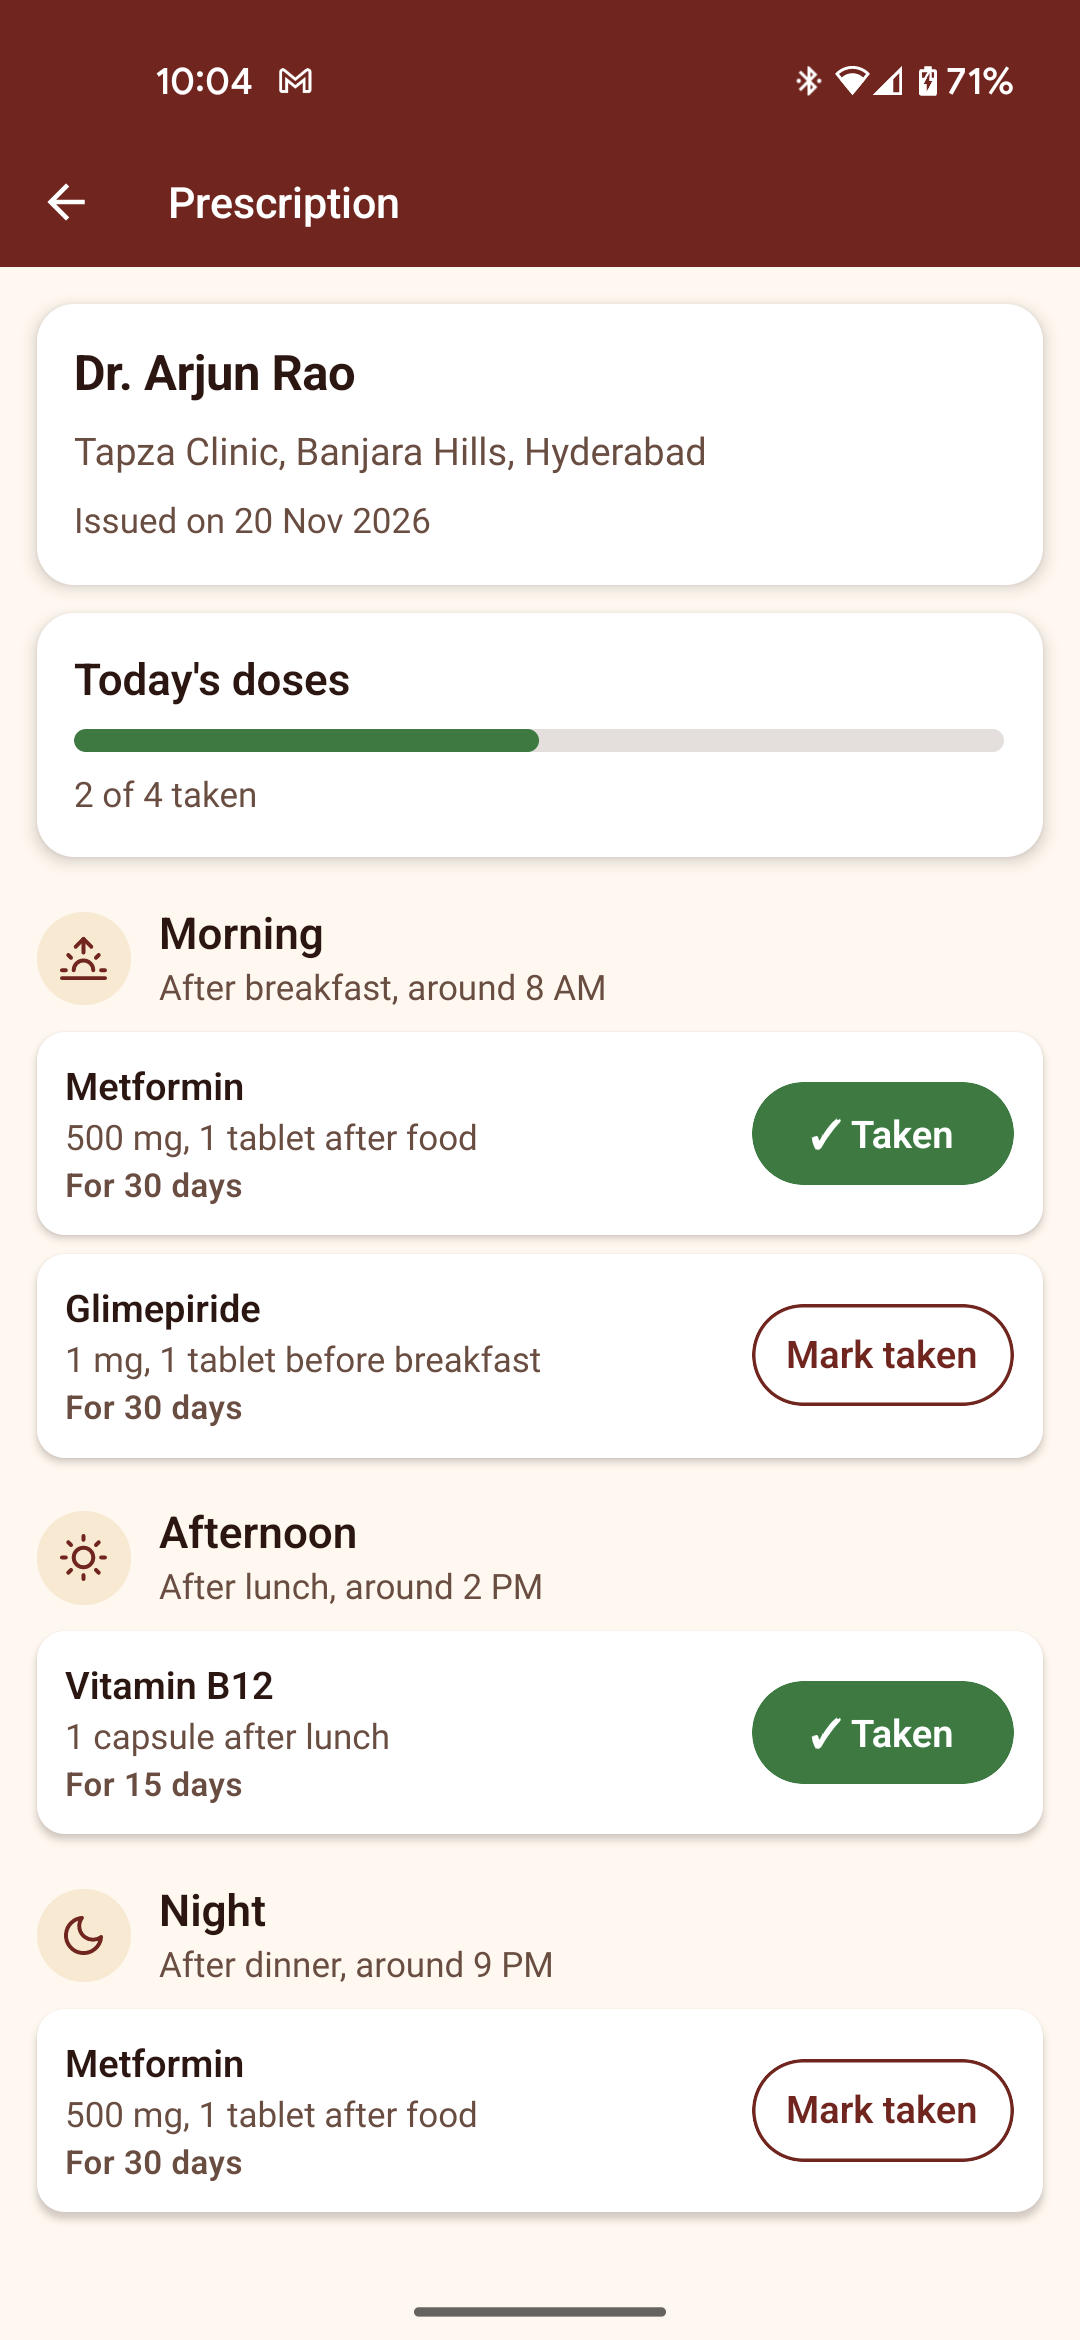 10:04
71%
Prescription
Dr. Arjun Rao
Tapza Clinic, Banjara Hills, Hyderabad
Issued on 20 Nov 2026
Today's doses
2 of 4 taken
Morning
After breakfast, around 8 AM
Metformin
500 mg, 1 tablet after food
For 30 days
✓ Taken
Glimepiride
1 mg, 1 tablet before breakfast
For 30 days
Mark taken
Afternoon
After lunch, around 2 PM
Vitamin B12
1 capsule after lunch
For 15 days
✓ Taken
Night
After dinner, around 9 PM
Metformin
500 mg, 1 tablet after food
For 30 days
Mark taken